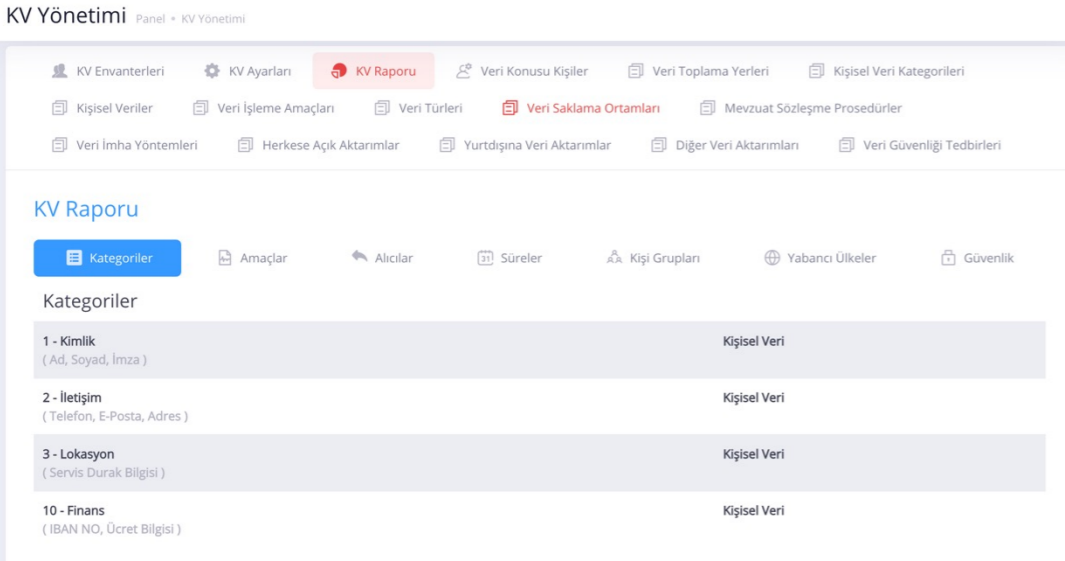 KV Yönetimi Panel • KV Yönetimi
KV Envanterleri KV Ayarları KV Raporu Veri Konusu Kişiler Veri Toplama Yerleri Kişisel Veri Kategorileri
Kişisel Veriler Veri İşleme Amaçları Veri Türleri Veri Saklama Ortamları Mevzuat Sözleşme Prosedürler
Veri İmha Yöntemleri Herkese Açık Aktarımlar Yurtdışına Veri Aktarımlar Diğer Veri Aktarımları Veri Güvenliği Tedbirleri
KV Raporu
Kategoriler Amaçlar Alıcılar 31 Süreler Kişi Grupları Yabancı Ülkeler Güvenlik
Kategoriler
1 - Kimlik Kişisel Veri
( Ad, Soyad, İmza )
2 - İletişim Kişisel Veri
( Telefon, E-Posta, Adres )
3 - Lokasyon Kişisel Veri
( Servis Durak Bilgisi )
10 - Finans Kişisel Veri
( IBAN NO, Ücret Bilgisi )